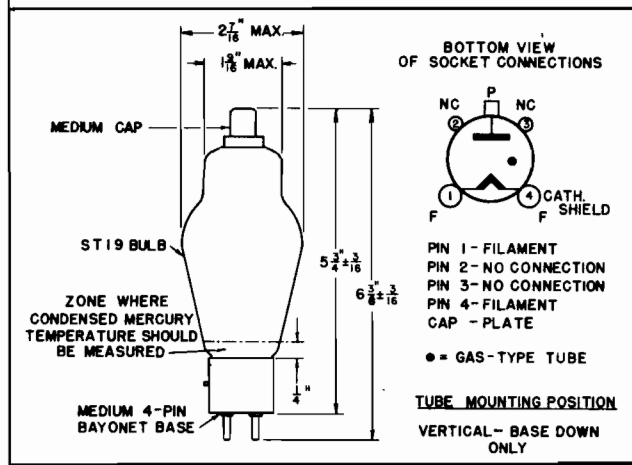 2 7/16" MAX.
1 9/16" MAX.
MEDIUM CAP
ST19 BULB
5 3/4" ± 3/16
6 3/8" ± 3/16
ZONE WHERE
CONDENSED MERCURY
TEMPERATURE SHOULD
BE MEASURED
1/4"
MEDIUM 4-PIN
BAYONET BASE
BOTTOM VIEW
OF SOCKET CONNECTIONS
P
NC NC
2 3
1 4 CATH.
F F SHIELD
PIN 1-FILAMENT
PIN 2-NO CONNECTION
PIN 3-NO CONNECTION
PIN 4-FILAMENT
CAP - PLATE
● = GAS-TYPE TUBE
TUBE MOUNTING POSITION
VERTICAL- BASE DOWN
ONLY